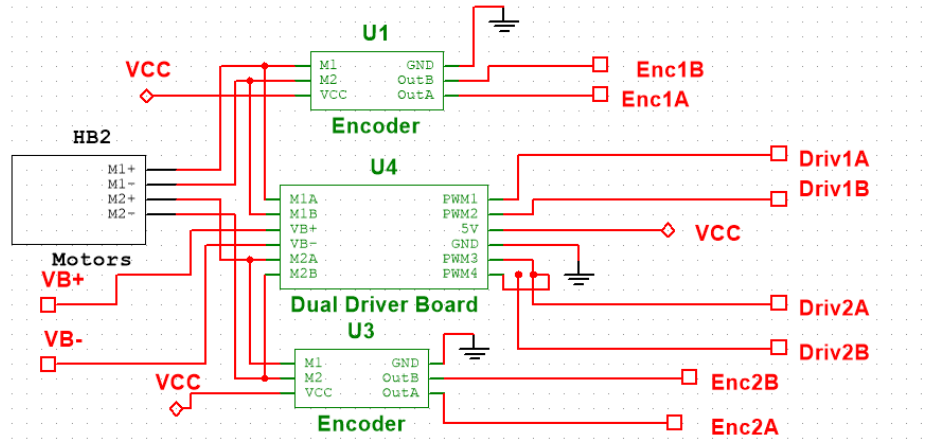 U1
VCC
M1 GND
M2 OutB
VCC OutA
Enc1B
Enc1A
Encoder
HB2
M1+
M1-
M2+
M2-
Motors
U4
M1A PWM1
M1B PWM2
VB+ 5V
VB- GND
M2A PWM3
M2B PWM4
Driv1A
Driv1B
VCC
VB+
Dual Driver Board
Driv2A
VB-
U3
Driv2B
M1 GND
M2 OutB
VCC OutA
VCC
Enc2B
Encoder
Enc2A